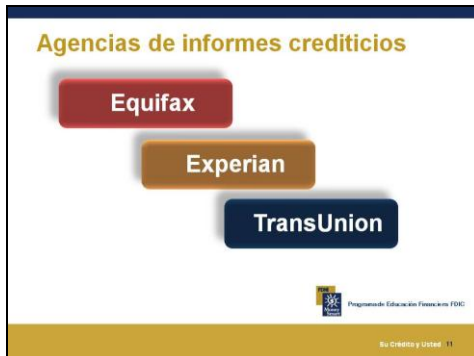 Agencias de informes crediticios
Equifax
Experian
TransUnion
Programa de Educación Financiera FDIC
Su Crédito y Usted 11